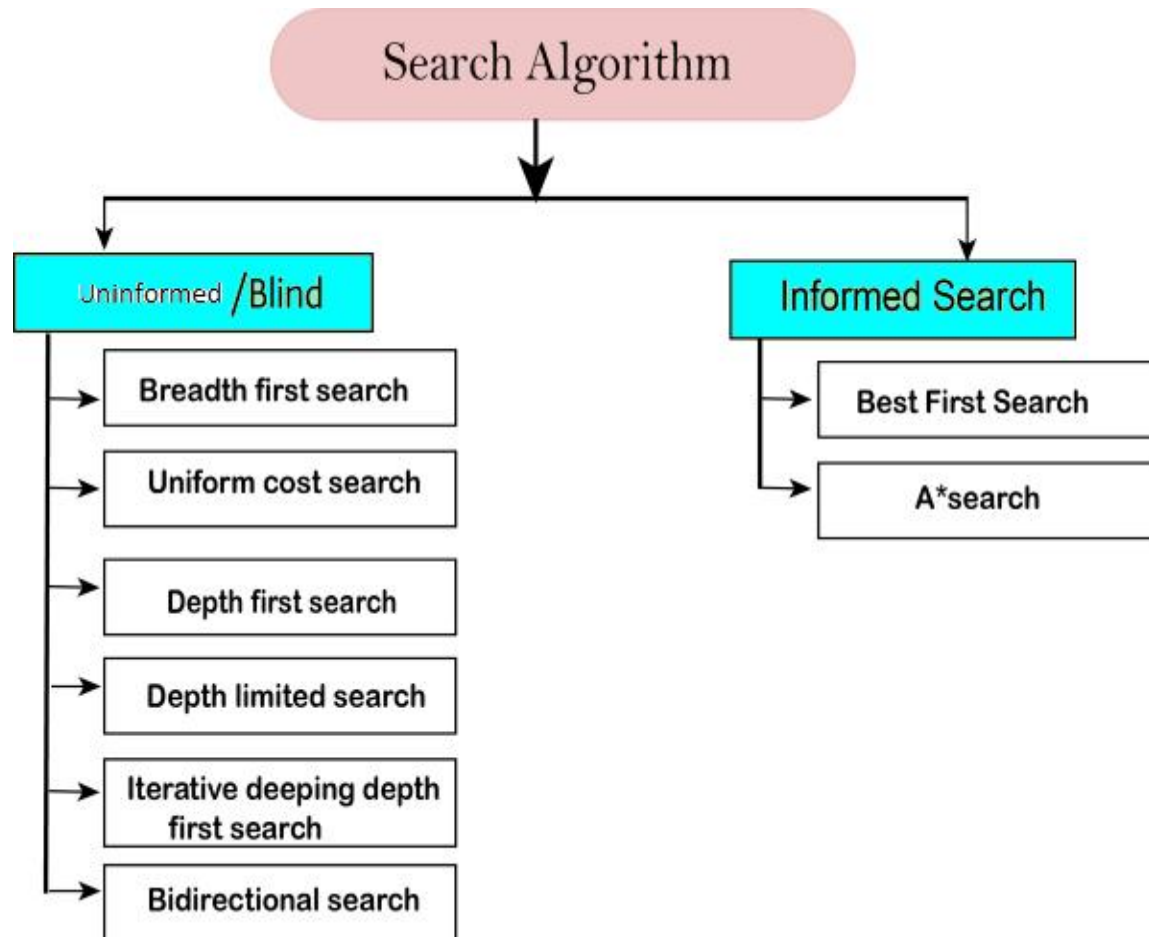 Search Algorithm
Uninformed /Blind
Breadth first search
Uniform cost search
Depth first search
Depth limited search
Iterative deeping depth
first search
Bidirectional search
Informed Search
Best First Search
A*search